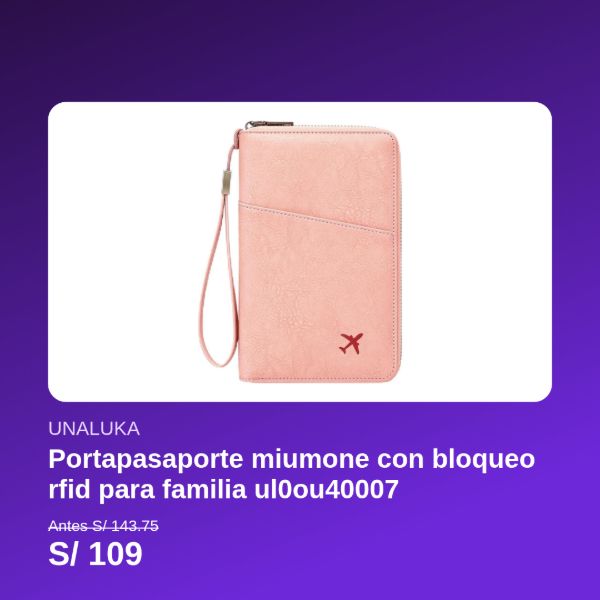 UNALUKA
Portapasaporte miumone con bloqueo
rfid para familia ul0ou40007
Antes S/ 143.75
S/ 109